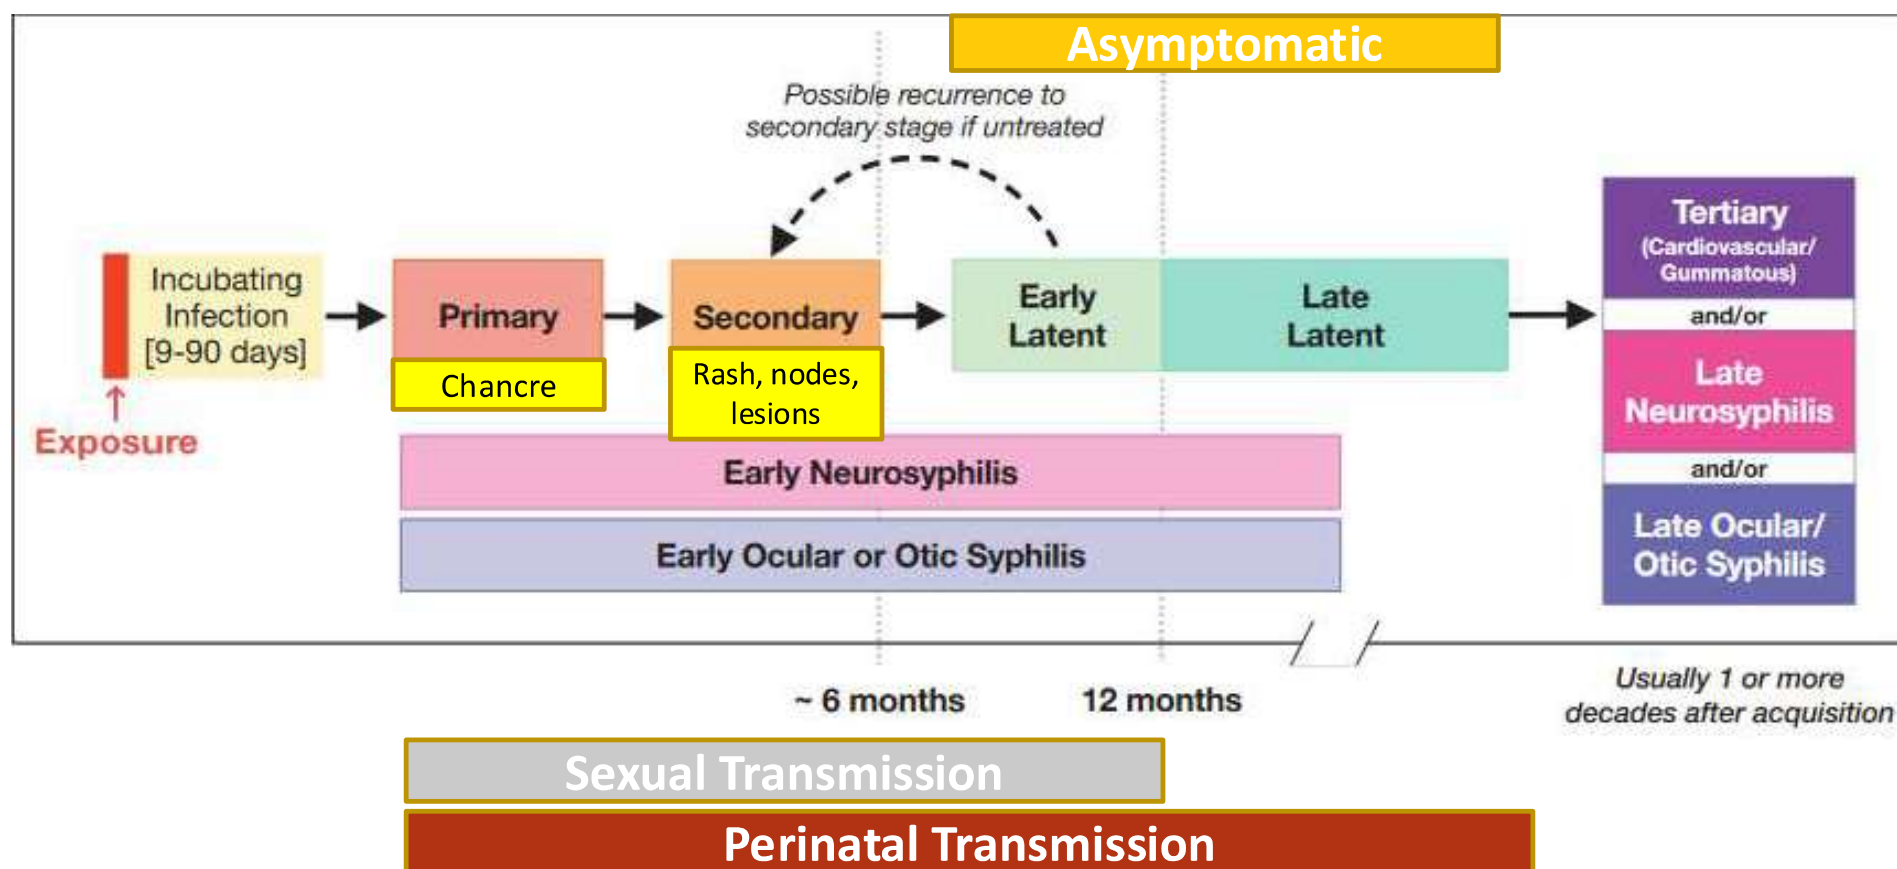 Asymptomatic
Possible recurrence to
secondary stage if untreated
Incubating
Infection
[9-90 days]
Exposure
Primary
Chancre
Secondary
Rash, nodes,
lesions
Early
Latent
Late
Latent
Tertiary
(Cardiovascular/
Gummatous)
and/or
Late
Neurosyphilis
and/or
Late Ocular/
Otic Syphilis
Early Neurosyphilis
Early Ocular or Otic Syphilis
~ 6 months
12 months
Usually 1 or more
decades after acquisition
Sexual Transmission
Perinatal Transmission